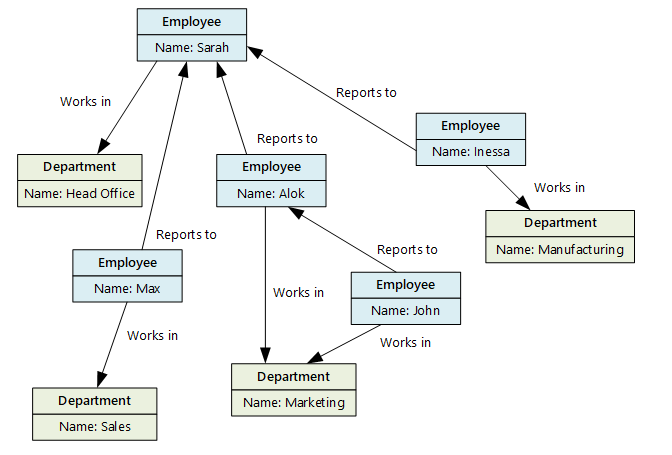 Employee
Name: Sarah
Works in
Reports to
Employee
Name: Inessa
Reports to
Department
Name: Head Office
Employee
Name: Alok
Works in
Department
Name: Manufacturing
Reports to
Employee
Name: Max
Reports to
Employee
Name: John
Works in
Works in
Works in
Department
Name: Marketing
Department
Name: Sales